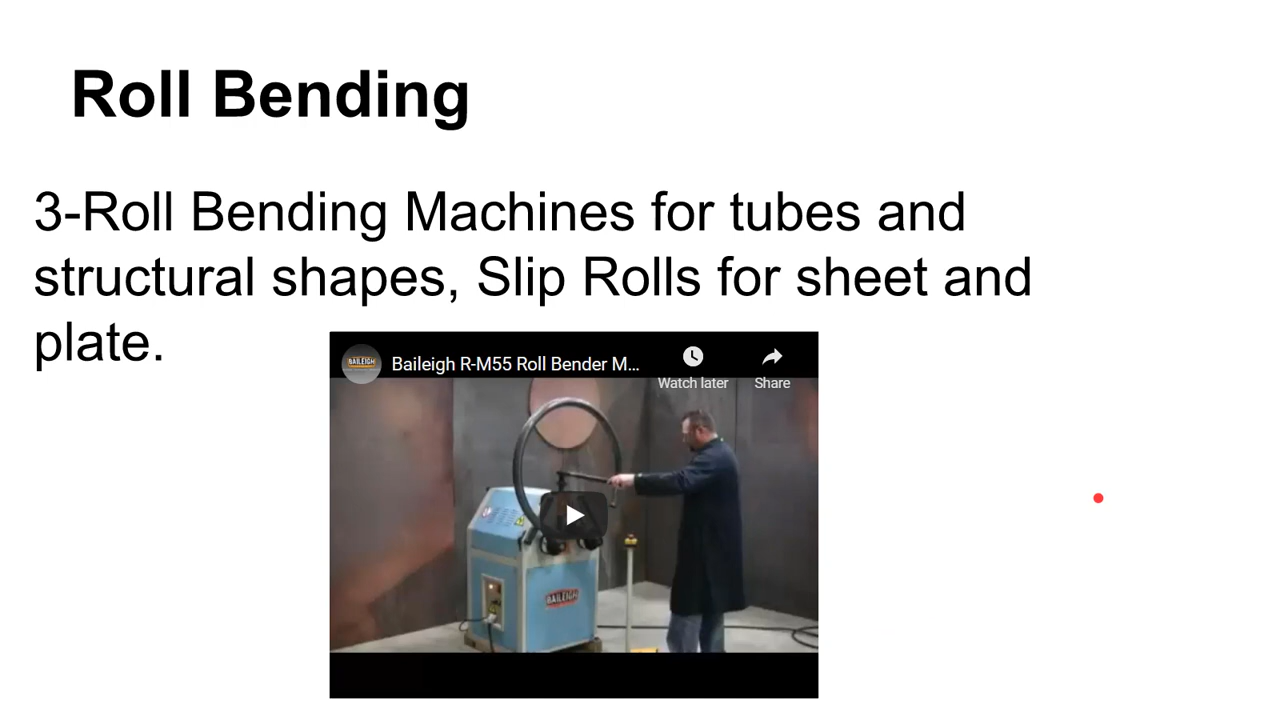 Roll Bending
3-Roll Bending Machines for tubes and
structural shapes, Slip Rolls for sheet and
plate.
BAILEIGH
Baileigh R-M55 Roll Bender M...
Watch later
Share
BAILEIGH